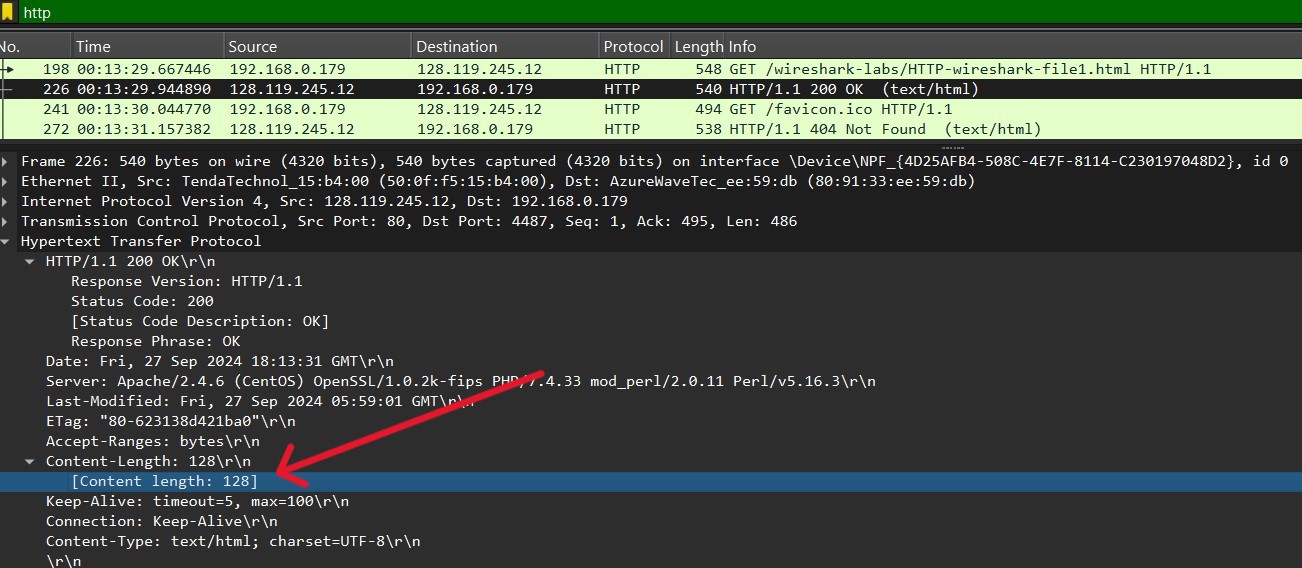 http
No. Time Source Destination Protocol Length Info
198 00:13:29.667446 192.168.0.179 128.119.245.12 HTTP 548 GET /wireshark-labs/HTTP-wireshark-file1.html HTTP/1.1
226 00:13:29.944890 128.119.245.12 192.168.0.179 HTTP 540 HTTP/1.1 200 OK (text/html)
241 00:13:30.044770 192.168.0.179 128.119.245.12 HTTP 494 GET /favicon.ico HTTP/1.1
272 00:13:31.157382 128.119.245.12 192.168.0.179 HTTP 538 HTTP/1.1 404 Not Found (text/html)
Frame 226: 540 bytes on wire (4320 bits), 540 bytes captured (4320 bits) on interface \Device\NPF_{4D25AFB4-508C-4E7F-8114-C230197048D2}, id 0
Ethernet II, Src: TendaTechnol_15:b4:00 (50:0f:f5:15:b4:00), Dst: AzureWaveTec_ee:59:db (80:91:33:ee:59:db)
Internet Protocol Version 4, Src: 128.119.245.12, Dst: 192.168.0.179
Transmission Control Protocol, Src Port: 80, Dst Port: 4487, Seq: 1, Ack: 495, Len: 486
Hypertext Transfer Protocol
HTTP/1.1 200 OK\r\n
Response Version: HTTP/1.1
Status Code: 200
[Status Code Description: OK]
Response Phrase: OK
Date: Fri, 27 Sep 2024 18:13:31 GMT\r\n
Server: Apache/2.4.6 (CentOS) OpenSSL/1.0.2k-fips PHP/7.4.33 mod_perl/2.0.11 Perl/v5.16.3\r\n
Last-Modified: Fri, 27 Sep 2024 05:59:01 GMT\r\n
ETag: "80-623138d421ba0"\r\n
Accept-Ranges: bytes\r\n
Content-Length: 128\r\n
[Content length: 128]
Keep-Alive: timeout=5, max=100\r\n
Connection: Keep-Alive\r\n
Content-Type: text/html; charset=UTF-8\r\n
\r\n